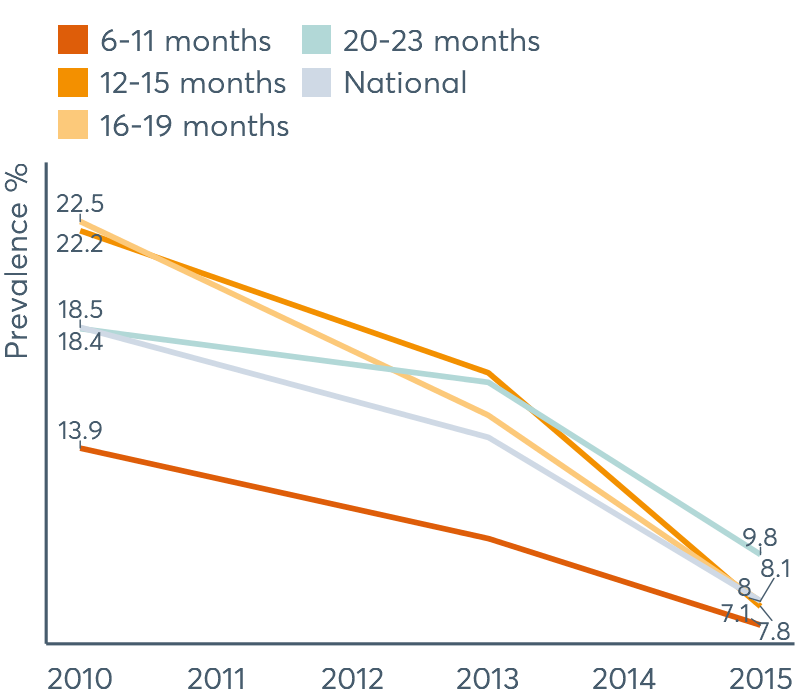 6-11 months
20-23 months
12-15 months
National
16-19 months
Prevalence %
22.5
22.2
18.5
18.4
13.9
9.8
8.1
8
7.1
7.8
2010 2011 2012 2013 2014 2015